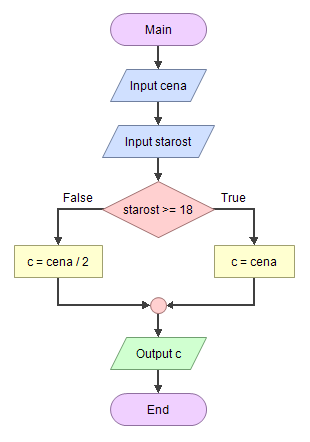 Main
Input cena
Input starost
False
True
starost >= 18
c = cena / 2
c = cena
Output c
End